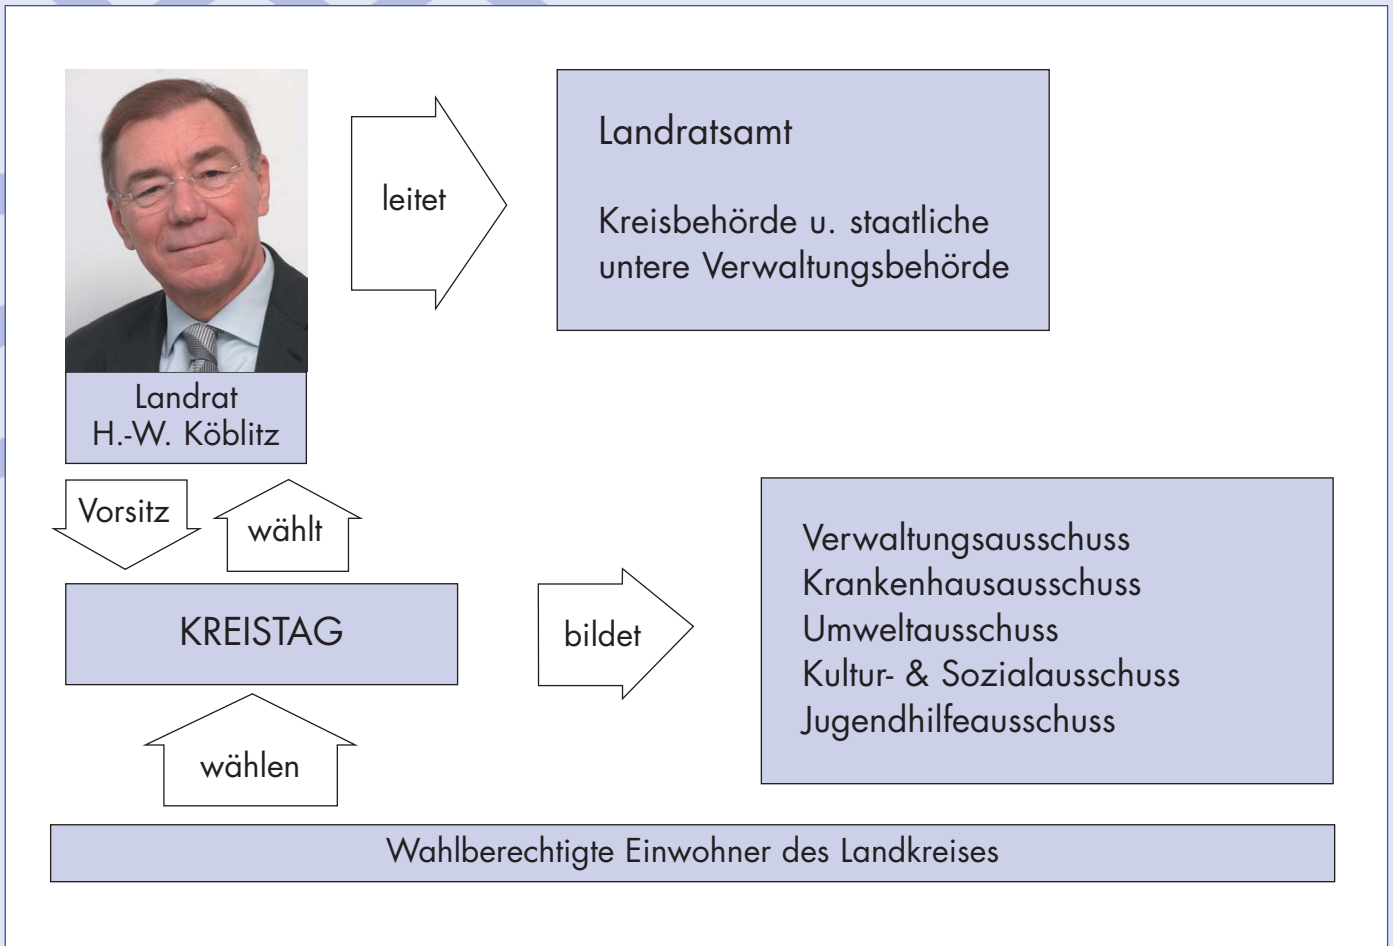 leitet
Landratsamt
Kreisbehörde u. staatliche
untere Verwaltungsbehörde
Landrat
H.-W. Köblitz
Vorsitz
wählt
KREISTAG
bildet
Verwaltungsausschuss
Krankenhausausschuss
Umweltausschuss
Kultur- & Sozialausschuss
Jugendhilfeausschuss
wählen
Wahlberechtigte Einwohner des Landkreises